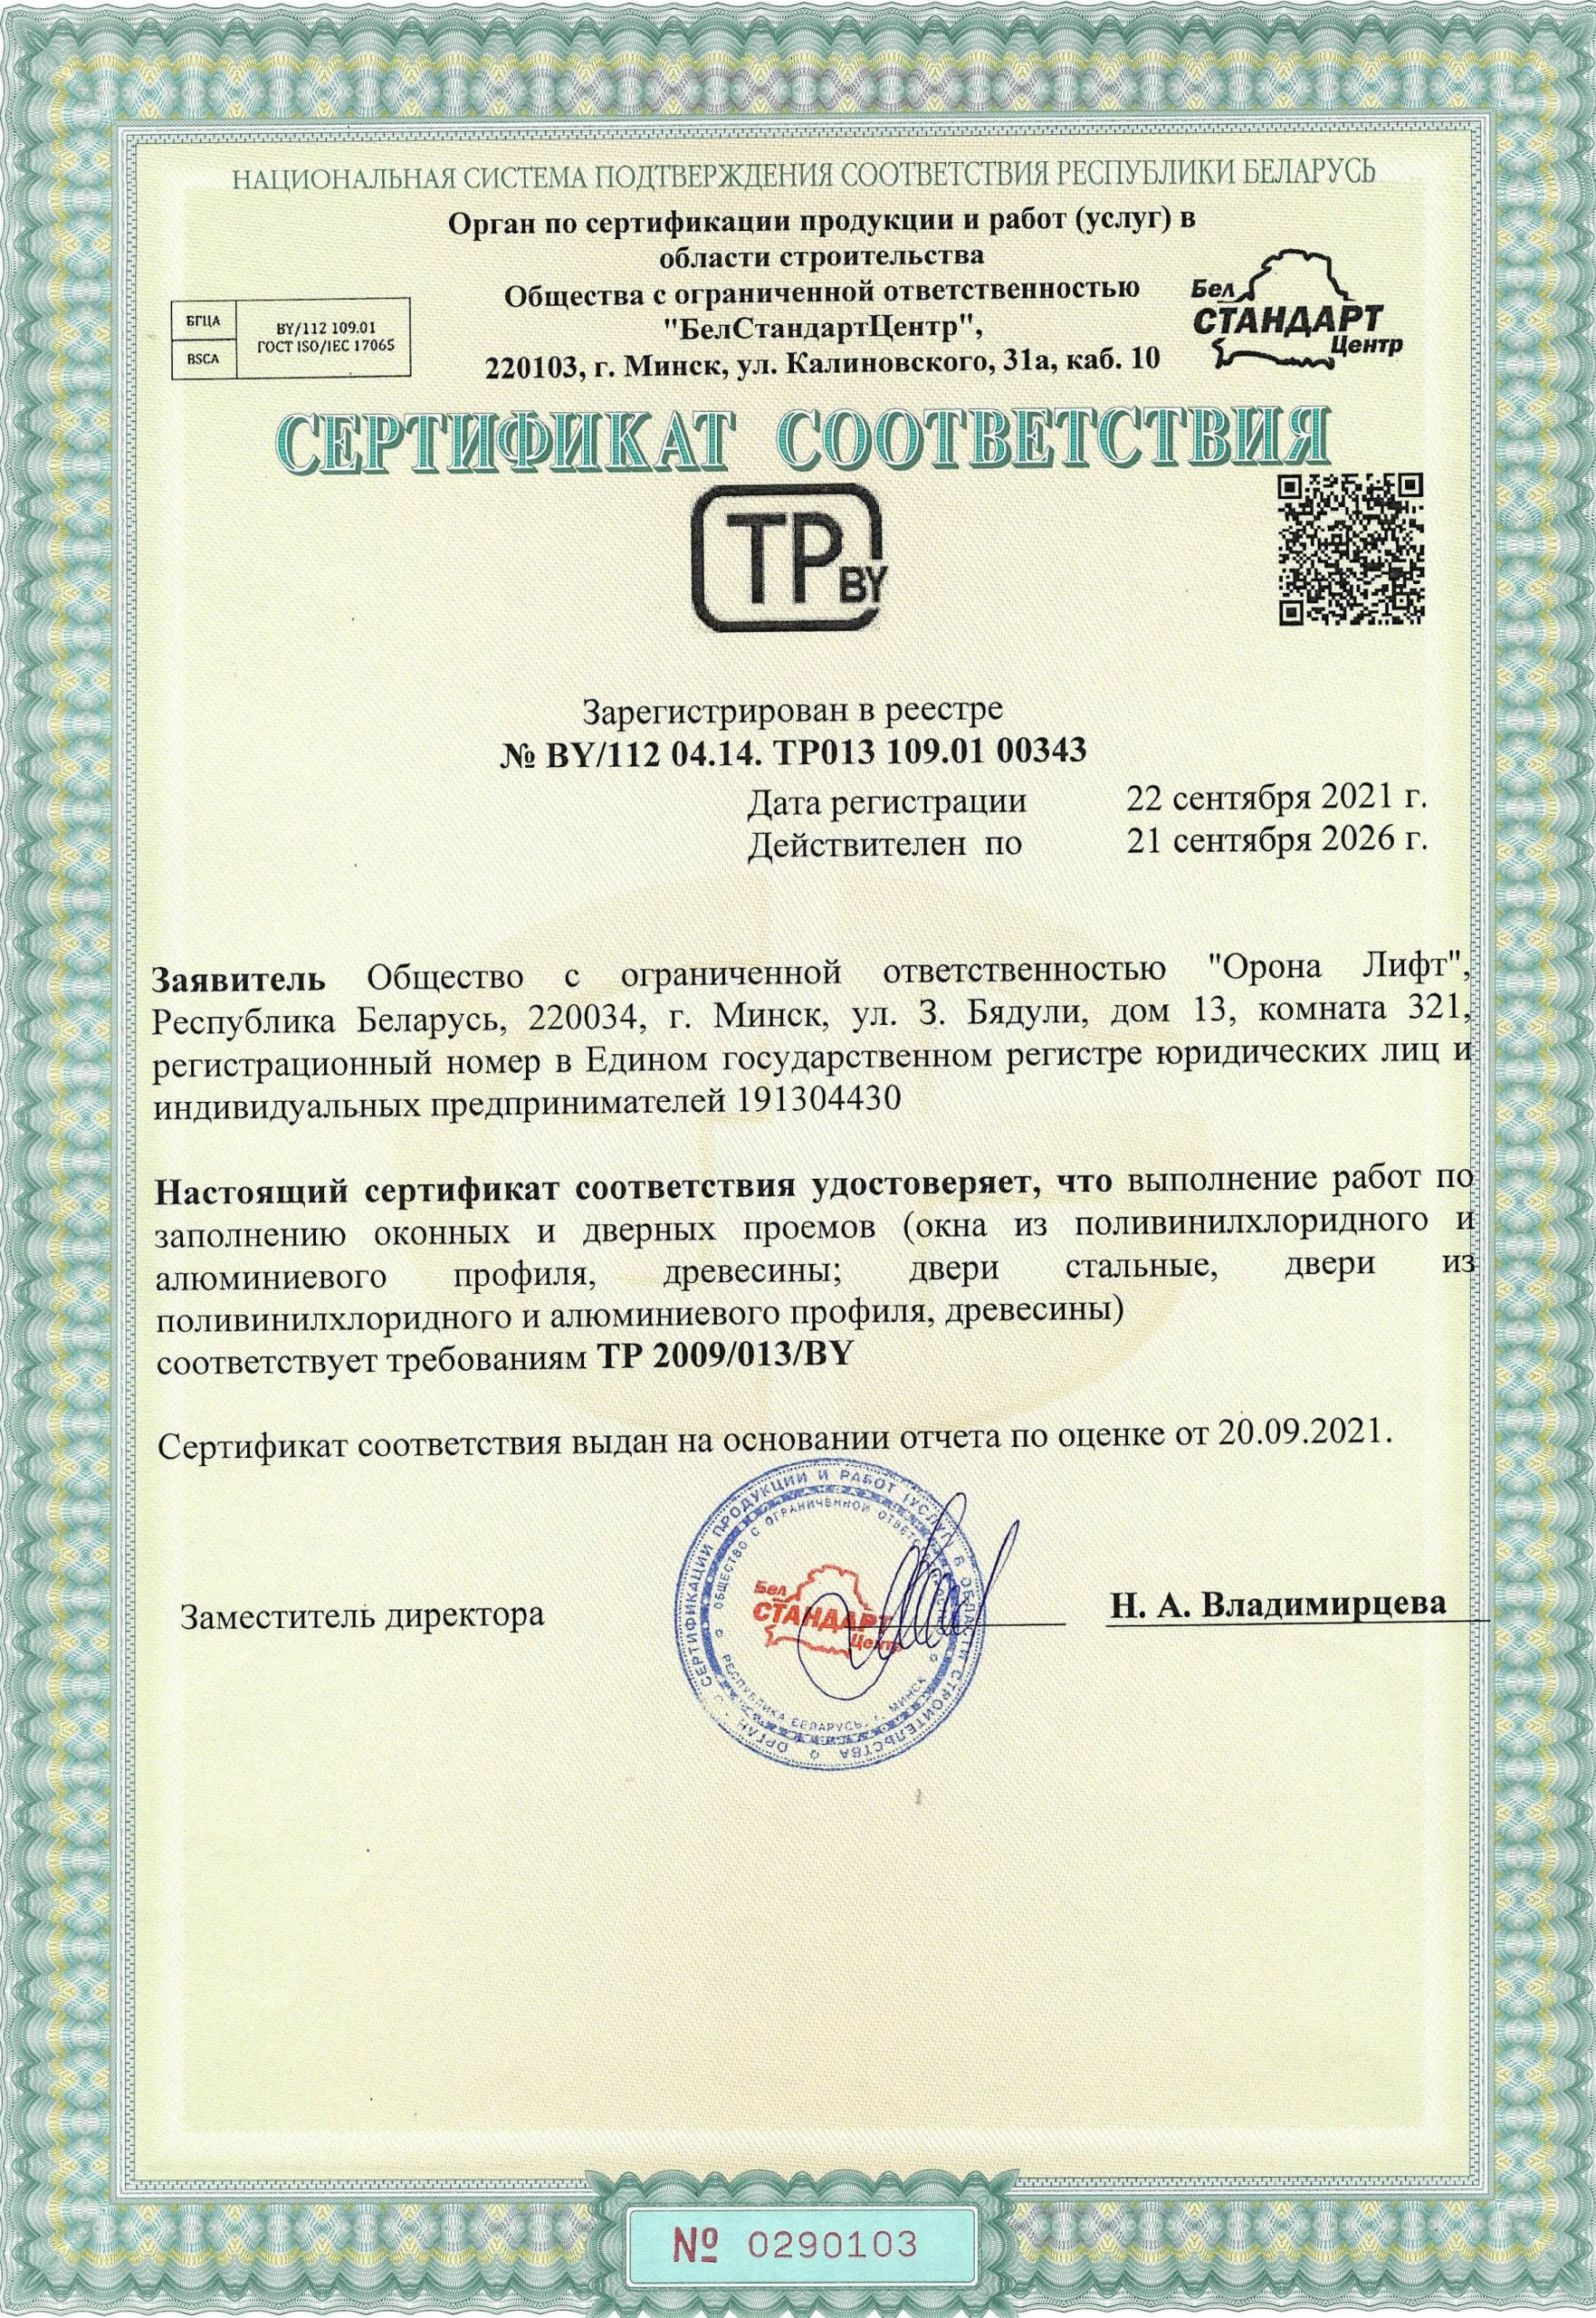 НАЦИОНАЛЬНАЯ СИСТЕМА ПОДТВЕРЖДЕНИЯ СООТВЕТСТВИЯ РЕСПУБЛИКИ БЕЛАРУСЬ
Орган по сертификации продукции и работ (услуг) в
области строительства
Общества с ограниченной ответственностью
"БелСтандартЦентр",
220103, г. Минск, ул. Калиновского, 31а, каб. 10
БГЦА
BSCA
BY/112 109.01
ГОСТ ISO/IEC 17065
Бел
СТАНДАРТ
Центр
СЕРТИФИКАТ СООТВЕТСТВИЯ
ТР BY
Зарегистрирован в реестре
№ BY/112 04.14. ТР013 109.01 00343
Дата регистрации 22 сентября 2021 г.
Действителен по 21 сентября 2026 г.
Заявитель Общество с ограниченной ответственностью "Орона Лифт",
Республика Беларусь, 220034, г. Минск, ул. З. Бядули, дом 13, комната 321,
регистрационный номер в Едином государственном регистре юридических лиц и
индивидуальных предпринимателей 191304430
Настоящий сертификат соответствия удостоверяет, что выполнение работ по
заполнению оконных и дверных проемов (окна из поливинилхлоридного и
алюминиевого профиля, древесины; двери стальные, двери из
поливинилхлоридного и алюминиевого профиля, древесины)
соответствует требованиям ТР 2009/013/BY
Сертификат соответствия выдан на основании отчета по оценке от 20.09.2021.
Заместитель директора
Н. А. Владимирцева
ОРГАН ПО СЕРТИФИКАЦИИ ПРОДУКЦИИ И РАБОТ (УСЛУГ) В ОБЛАСТИ СТРОИТЕЛЬСТВА
ОБЩЕСТВО С ОГРАНИЧЕННОЙ
РЕСПУБЛИКА БЕЛАРУСЬ, г. МИНСК
Бел
СТАНДАРТ
Центр
№ 0290103